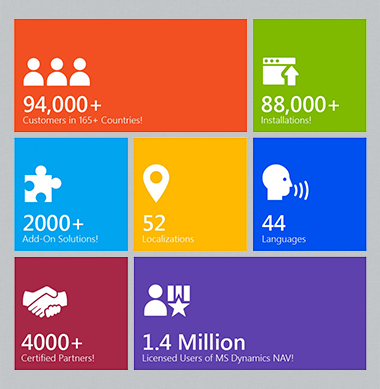 94,000+
Customers in 165+ Countries!
88,000+
Installations!
2000+
Add-On Solutions!
52
Localizations
44
Languages
4000+
Certified Partners!
1.4 Million
Licensed Users of MS Dynamics NAV!